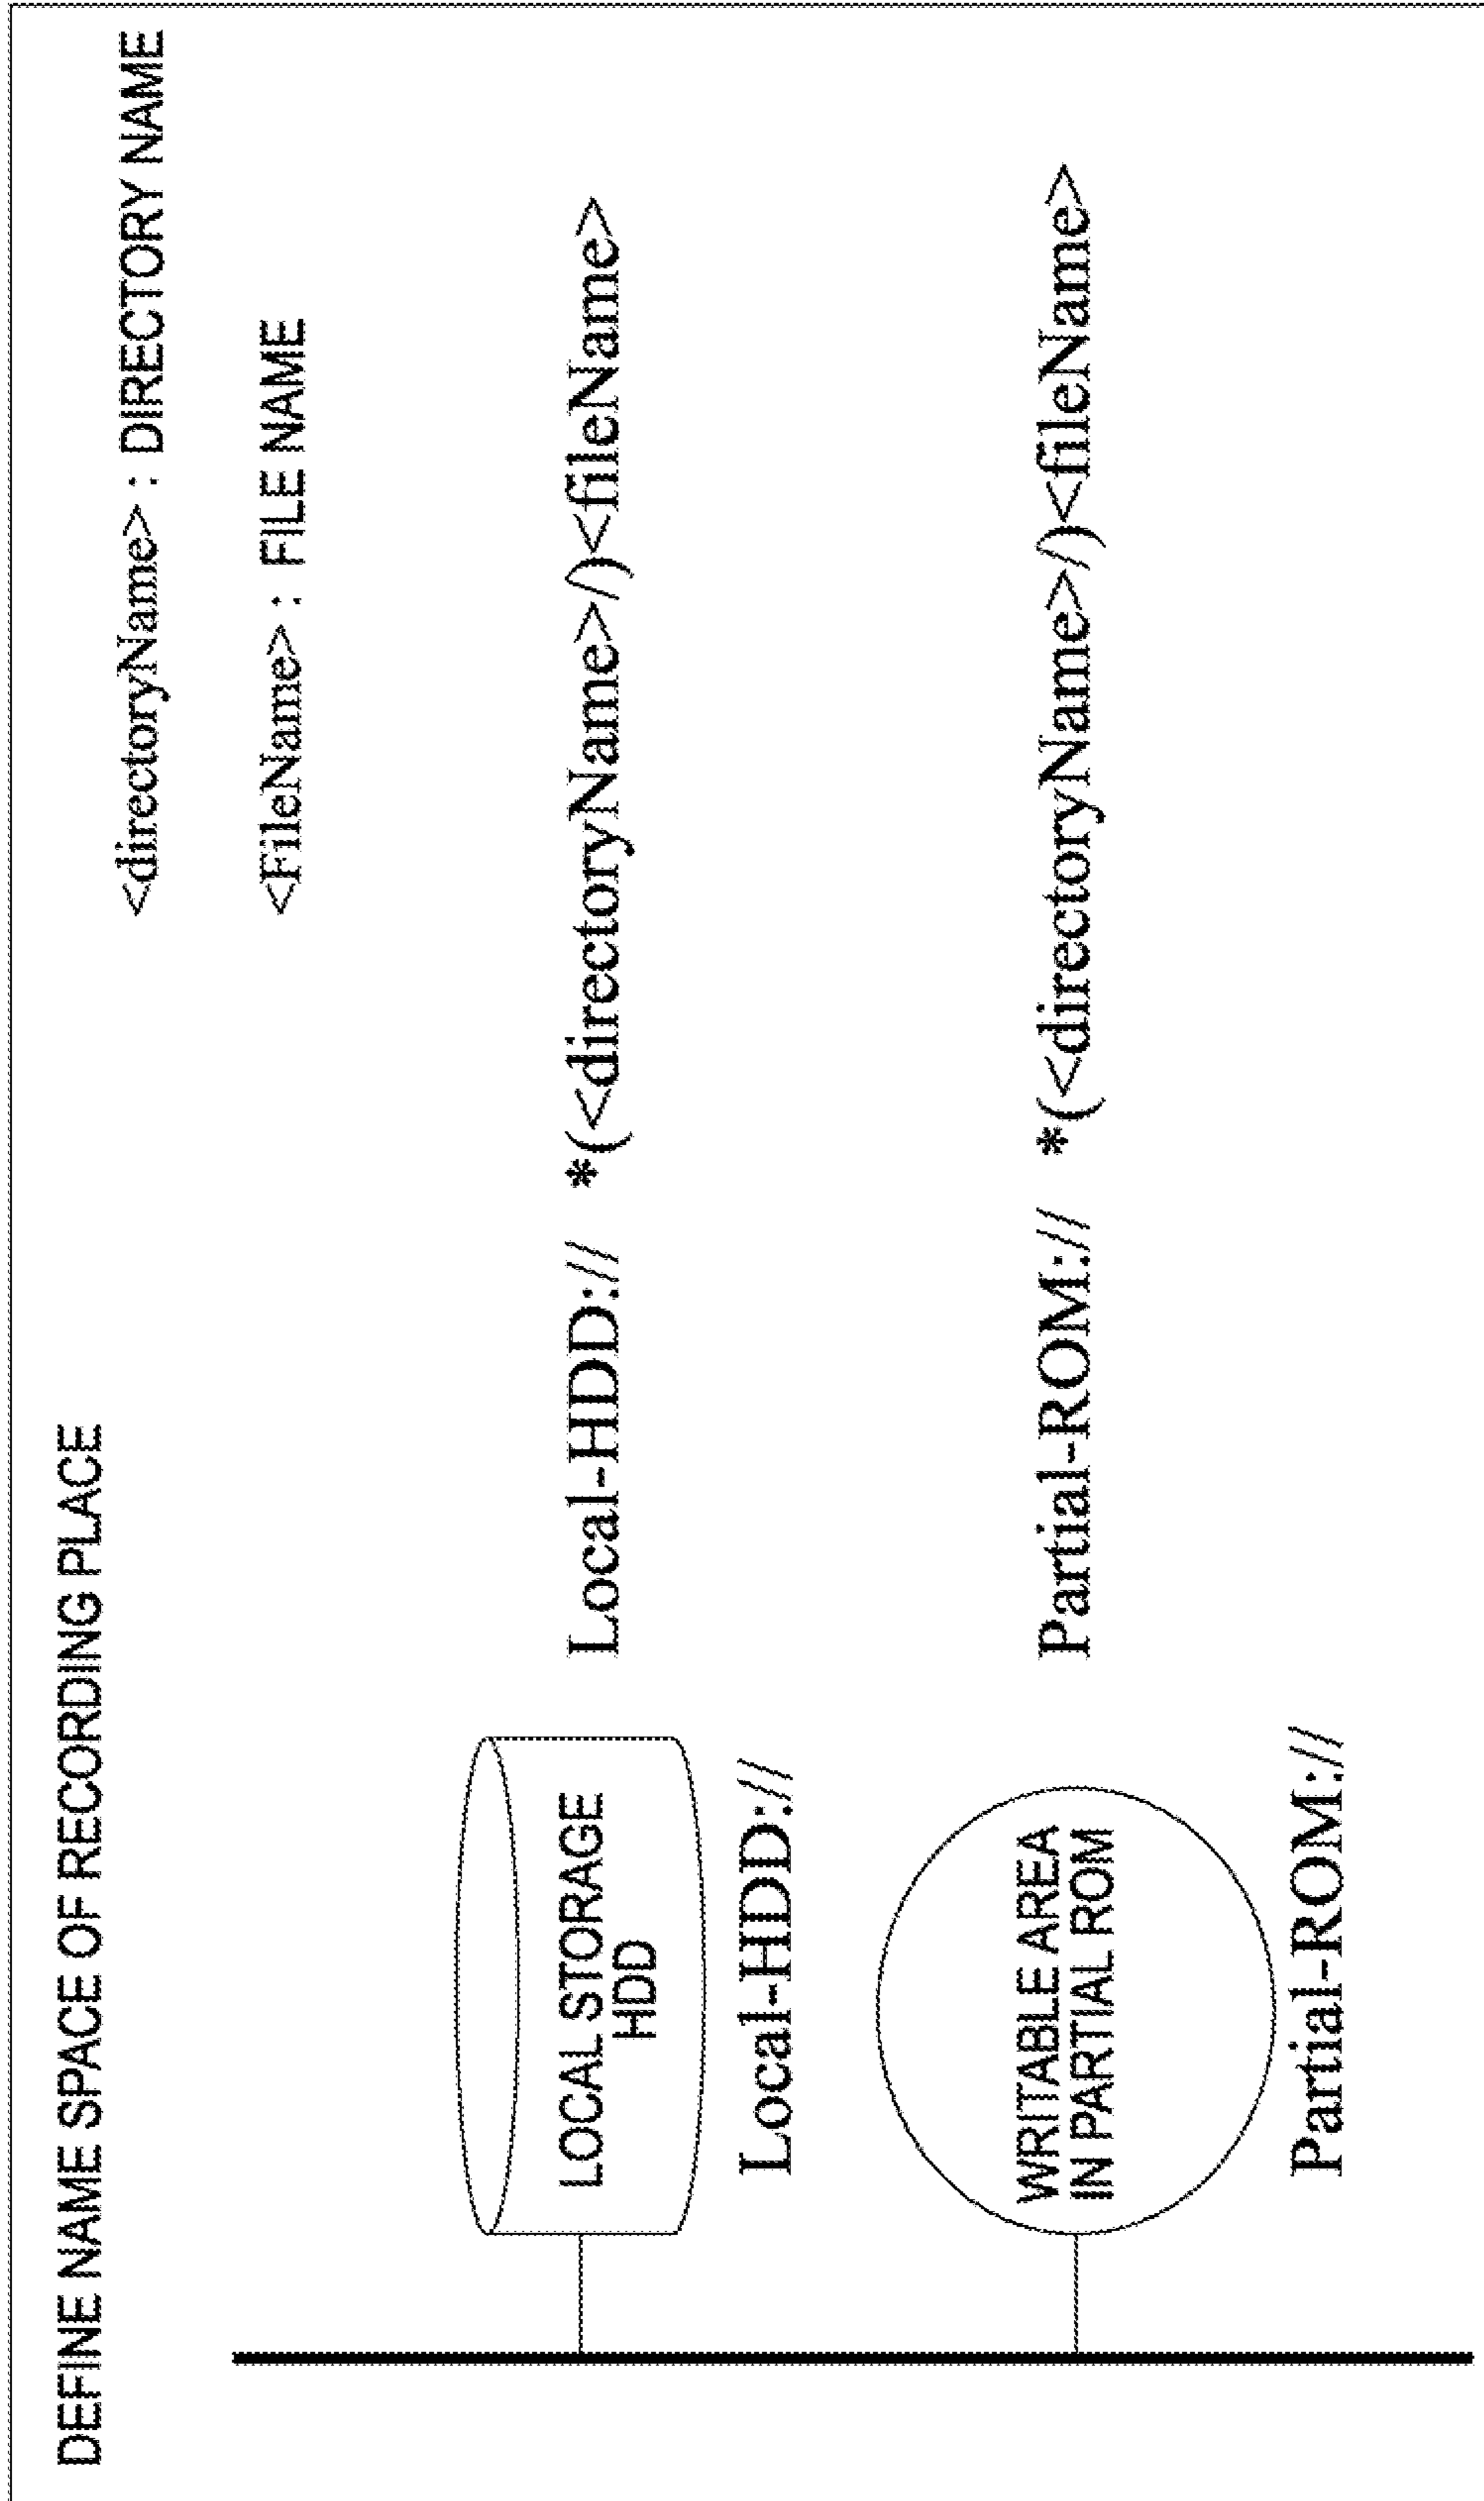 DEFINE NAME SPACE OF RECORDING PLACE
<directoryName> : DIRECTORY NAME
<FileName> : FILE NAME
LOCAL STORAGE
HDD
Local-HDD://
Local-HDD:// *(<directoryName>/)<fileName>
WRITABLE AREA
IN PARTIAL ROM
Partial-ROM://
Partial-ROM:// *(<directoryName>/)<fileName>